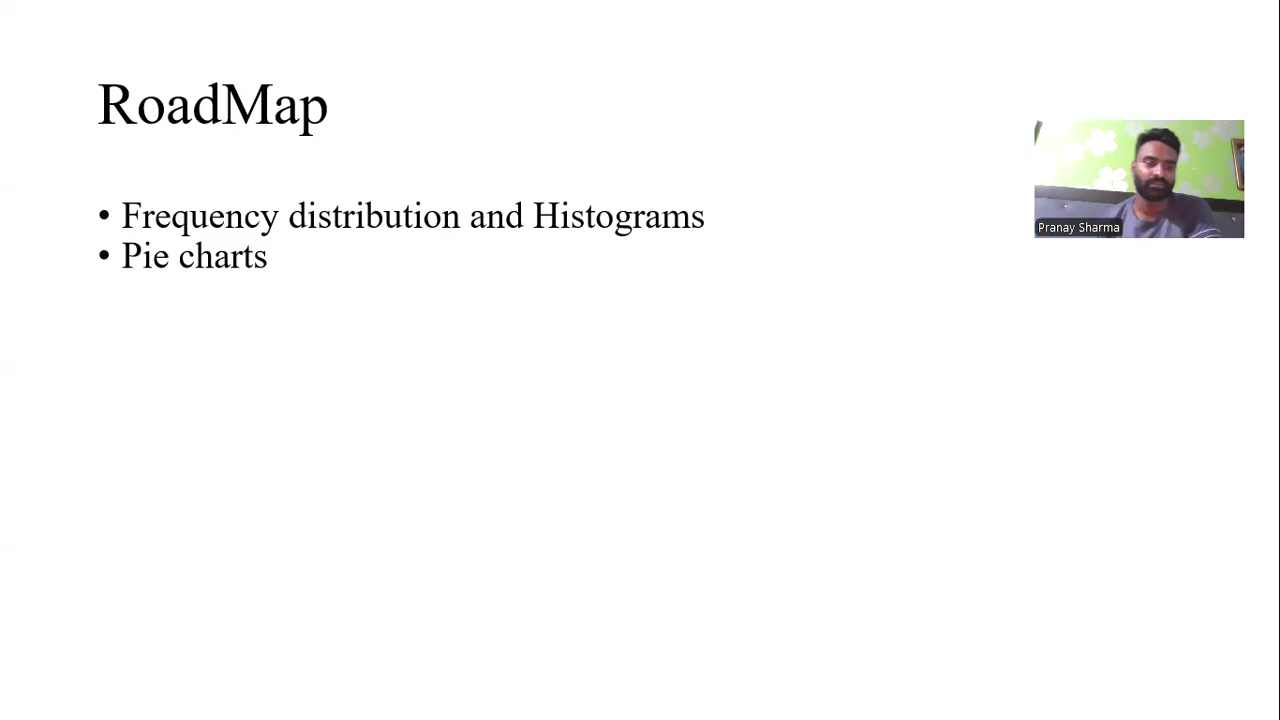 RoadMap
• Frequency distribution and Histograms
• Pie charts
Pranay Sharma